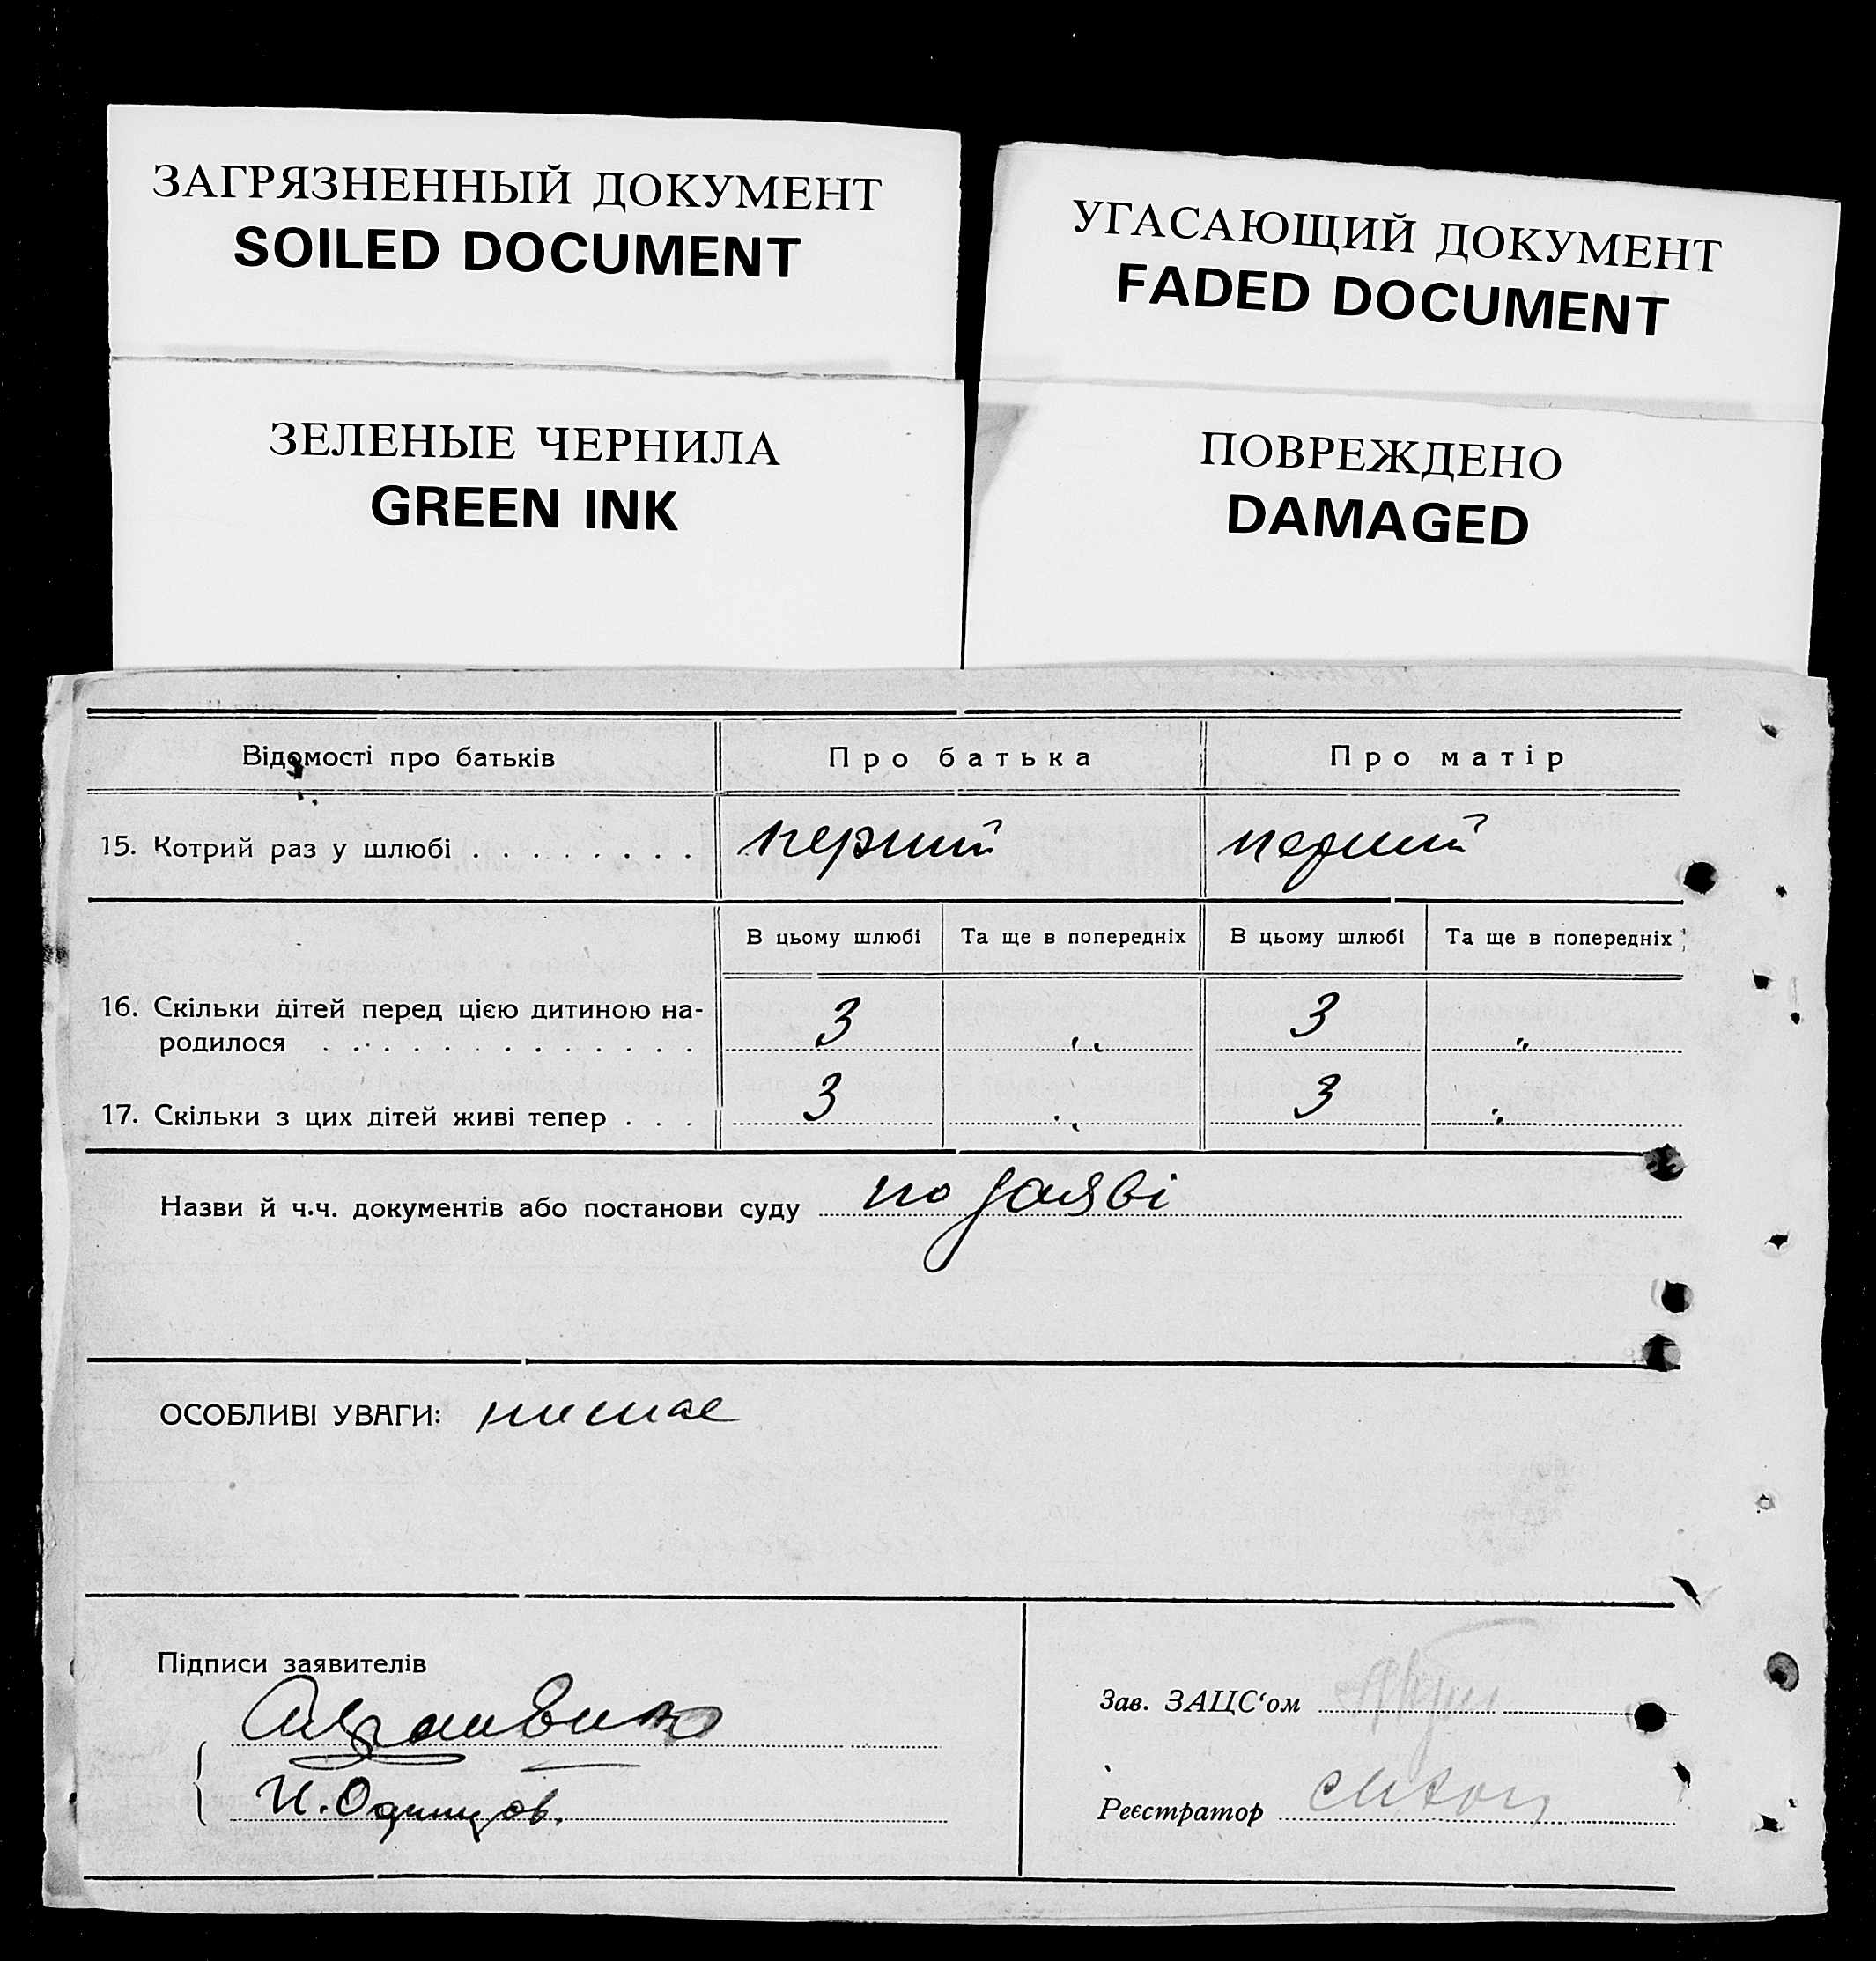 ЗАГРЯЗНЕННЫЙ ДОКУМЕНТ
SOILED DOCUMENT
УГАСАЮЩИЙ ДОКУМЕНТ
FADED DOCUMENT
ЗЕЛЕНЫЕ ЧЕРНИЛА
GREEN INK
ПОВРЕЖДЕНО
DAMAGED
Відомості про батьків Про батька Про матір
15. Котрий раз у шлюбі . . . . . . . . перший перший
В цьому шлюбі Та ще в попередніх В цьому шлюбі Та ще в попередніх
16. Скільки дітей перед цією дитиною на-
родилося . . . . . . . . . . . . . 3 „ 3 „
17. Скільки з цих дітей живі тепер . . . 3 „ 3 „
Назви й ч.ч. документів або постанови суду по заяві
ОСОБЛИВІ УВАГИ: немає
Підписи заявителів
Зав. ЗАЦС‘ом
И. Одинцов.
Реєстратор